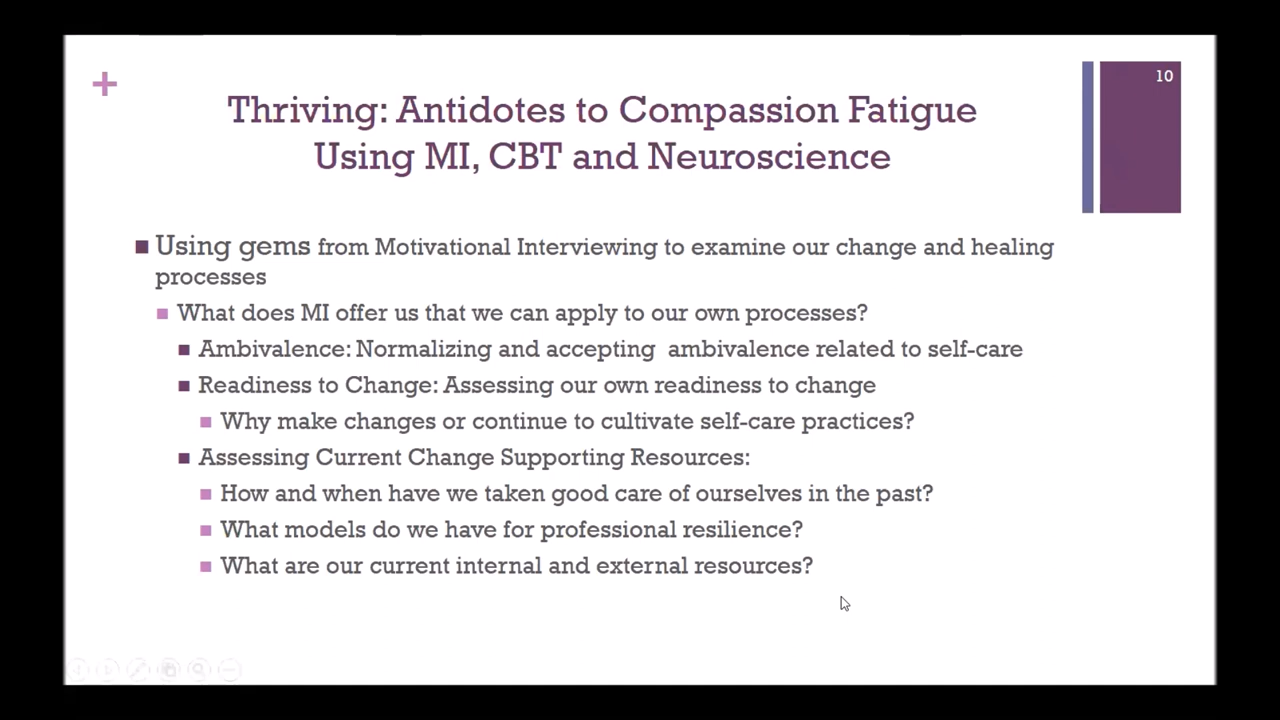 10
Thriving: Antidotes to Compassion Fatigue
Using MI, CBT and Neuroscience
Using gems from Motivational Interviewing to examine our change and healing
processes
What does MI offer us that we can apply to our own processes?
Ambivalence: Normalizing and accepting  ambivalence related to self-care
Readiness to Change: Assessing our own readiness to change
Why make changes or continue to cultivate self-care practices?
Assessing Current Change Supporting Resources:
How and when have we taken good care of ourselves in the past?
What models do we have for professional resilience?
What are our current internal and external resources?